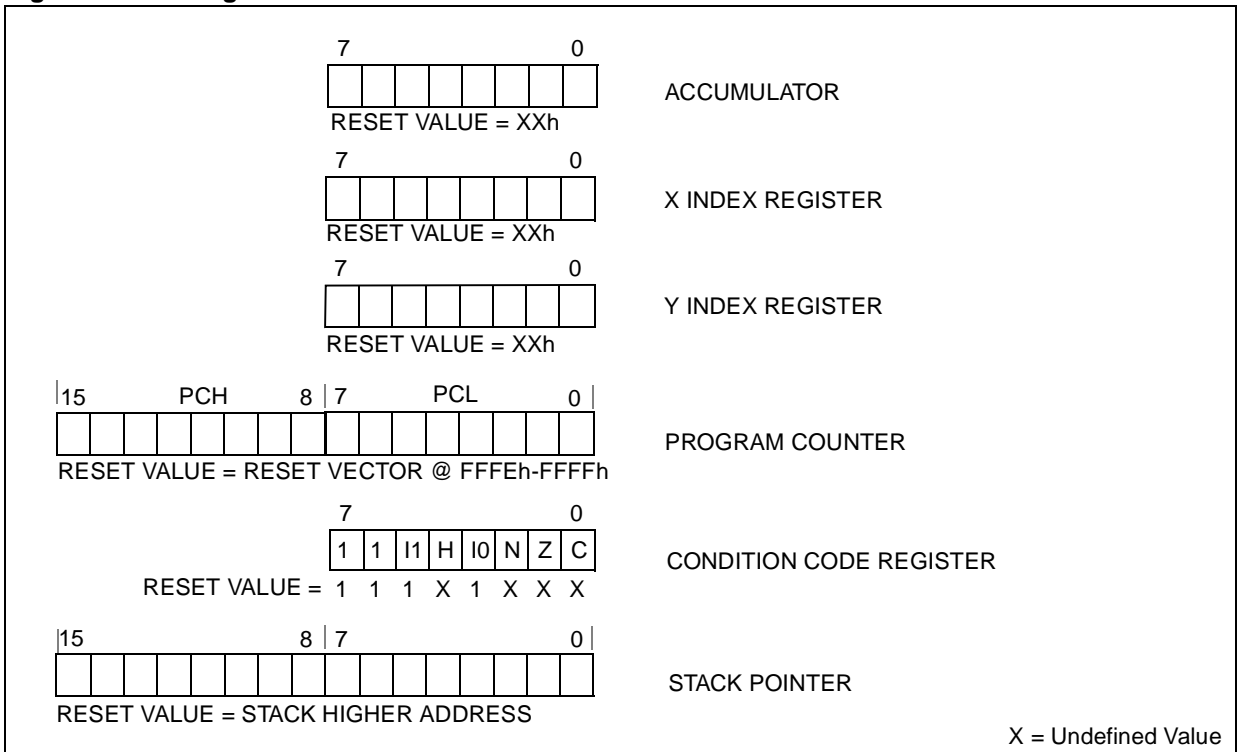 7 0
ACCUMULATOR
RESET VALUE = XXh
7 0
X INDEX REGISTER
RESET VALUE = XXh
7 0
Y INDEX REGISTER
RESET VALUE = XXh
15 PCH 8 7 PCL 0
PROGRAM COUNTER
RESET VALUE = RESET VECTOR @ FFFEh-FFFFh
7 0
1 1 I1 H I0 N Z C
CONDITION CODE REGISTER
RESET VALUE = 1 1 1 X 1 X X X
15 8 7 0
STACK POINTER
RESET VALUE = STACK HIGHER ADDRESS
X = Undefined Value